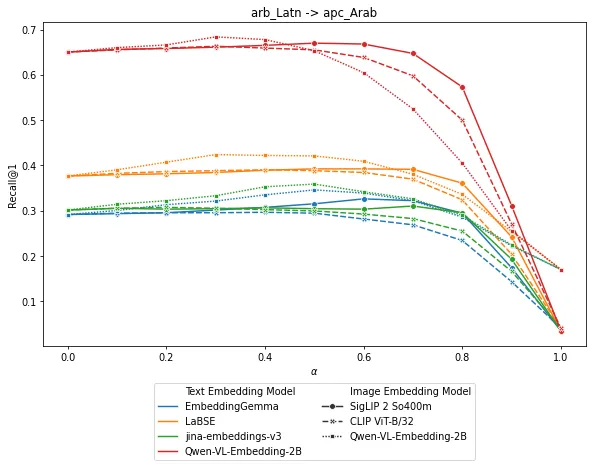 arb_Latn -> apc_Arab
0.7
0.6
0.5
0.4
0.3
0.2
0.1
Recall@1
0.0
0.2
0.4
0.6
0.8
1.0
α
Text Embedding Model
EmbeddingGemma
LaBSE
jina-embeddings-v3
Qwen-VL-Embedding-2B
Image Embedding Model
SigLIP 2 So400m
CLIP ViT-B/32
Qwen-VL-Embedding-2B